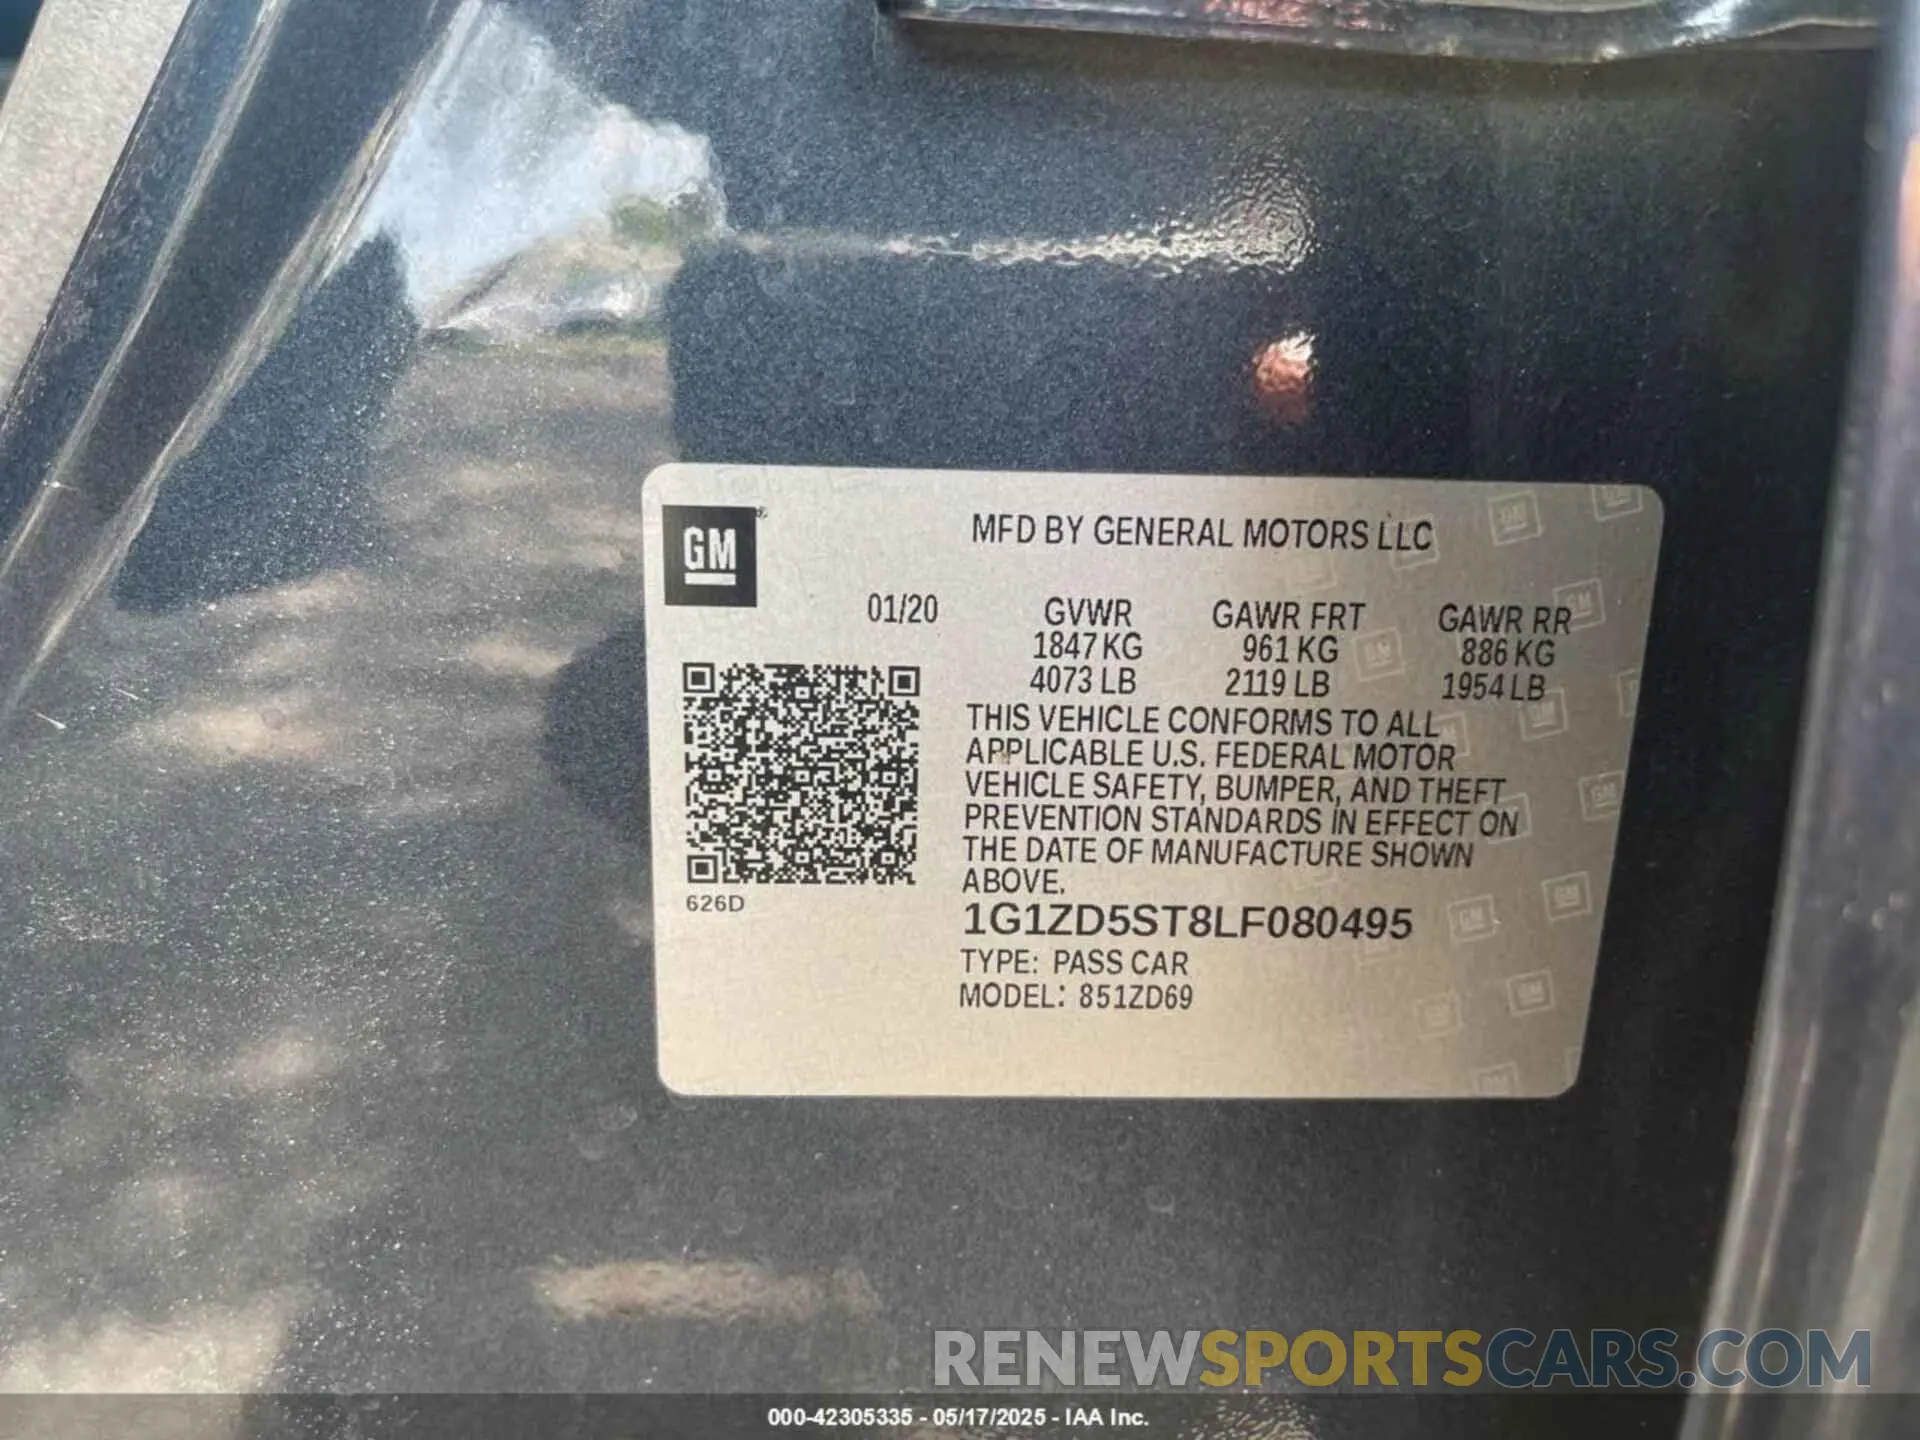 GM®
MFD BY GENERAL MOTORS LLC
01/20 GVWR GAWR FRT GAWR RR
1847 KG 961 KG 886 KG
4073 LB 2119 LB 1954 LB
THIS VEHICLE CONFORMS TO ALL
APPLICABLE U.S. FEDERAL MOTOR
VEHICLE SAFETY, BUMPER, AND THEFT
PREVENTION STANDARDS IN EFFECT ON
THE DATE OF MANUFACTURE SHOWN
ABOVE.
626D
1G1ZD5ST8LF080495
TYPE: PASS CAR
MODEL: 851ZD69
RENEWSPORTSCARS.COM
000-42305335 - 05/17/2025 - IAA Inc.